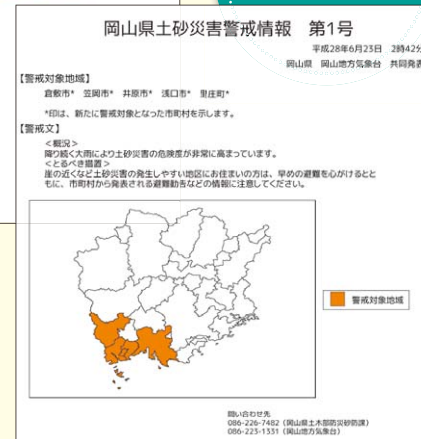 岡山県土砂災害警戒情報　第1号
平成28年6月23日　2時42分
岡山県　岡山地方気象台　共同発表
【警戒対象地域】
倉敷市*　笠岡市*　井原市*　浅口市*　里庄町*
*印は、新たに警戒対象となった市町村を示します。
【警戒文】
＜概況＞
降り続く大雨により土砂災害の危険度が非常に高まっています。
＜とるべき措置＞
崖の近くなど土砂災害の発生しやすい地区にお住まいの方は、早めの避難を心がけるとと
もに、市町村から発表される避難勧告などの情報に注意してください。
警戒対象地域
問い合わせ先
086-226-7482（岡山県土木部防災砂防課）
086-223-1331（岡山地方気象台）